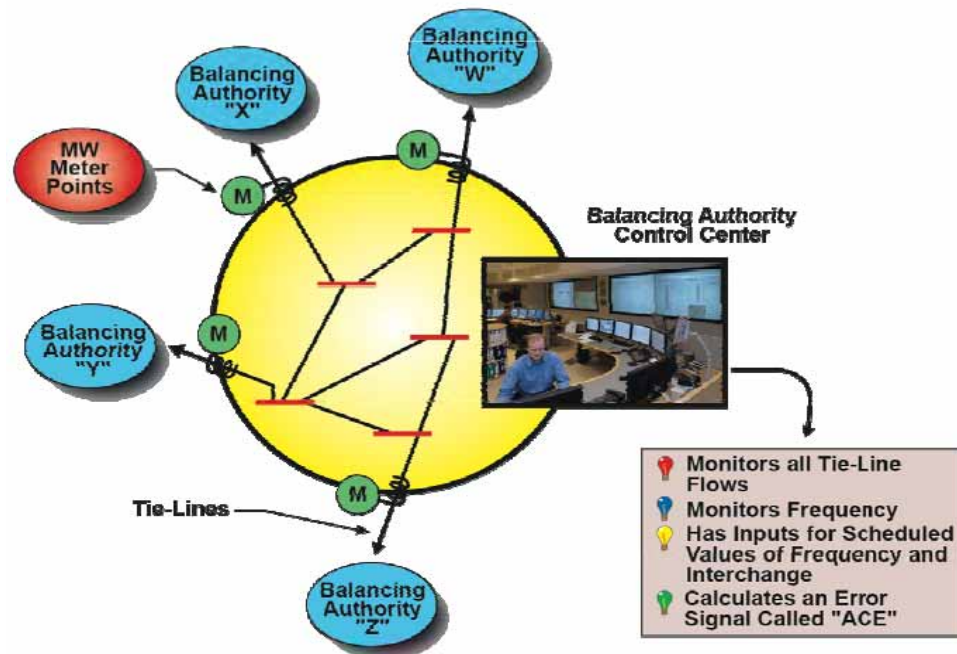 Balancing
Authority
"W"
Balancing
Authority
"X"
MW
Meter
Points
M
M
Balancing Authority
Control Center
M
Balancing
Authority
"Y"
M
Tie-Lines
Balancing
Authority
"Z"
Monitors all Tie-Line
Flows
Monitors Frequency
Has Inputs for Scheduled
Values of Frequency and
Interchange
Calculates an Error
Signal Called "ACE"